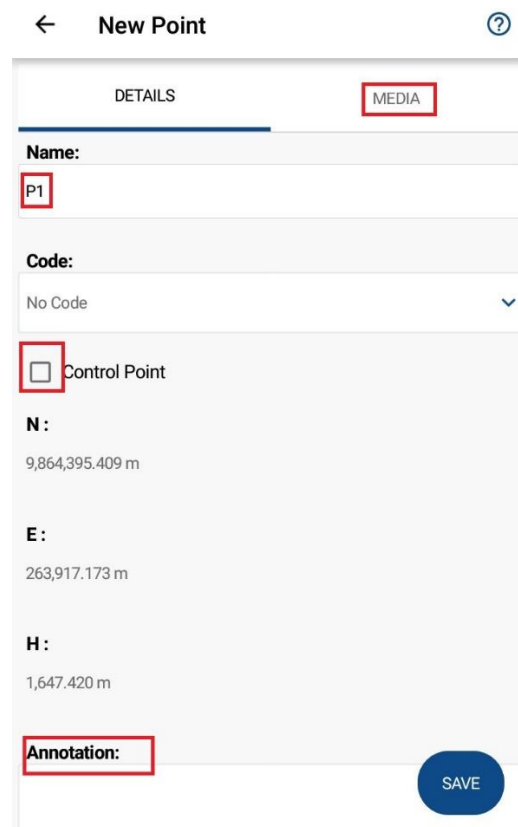 New Point
DETAILS MEDIA
Name:
P1
Code:
No Code
Control Point
N :
9,864,395.409 m
E :
263,917.173 m
H :
1,647.420 m
Annotation:
SAVE